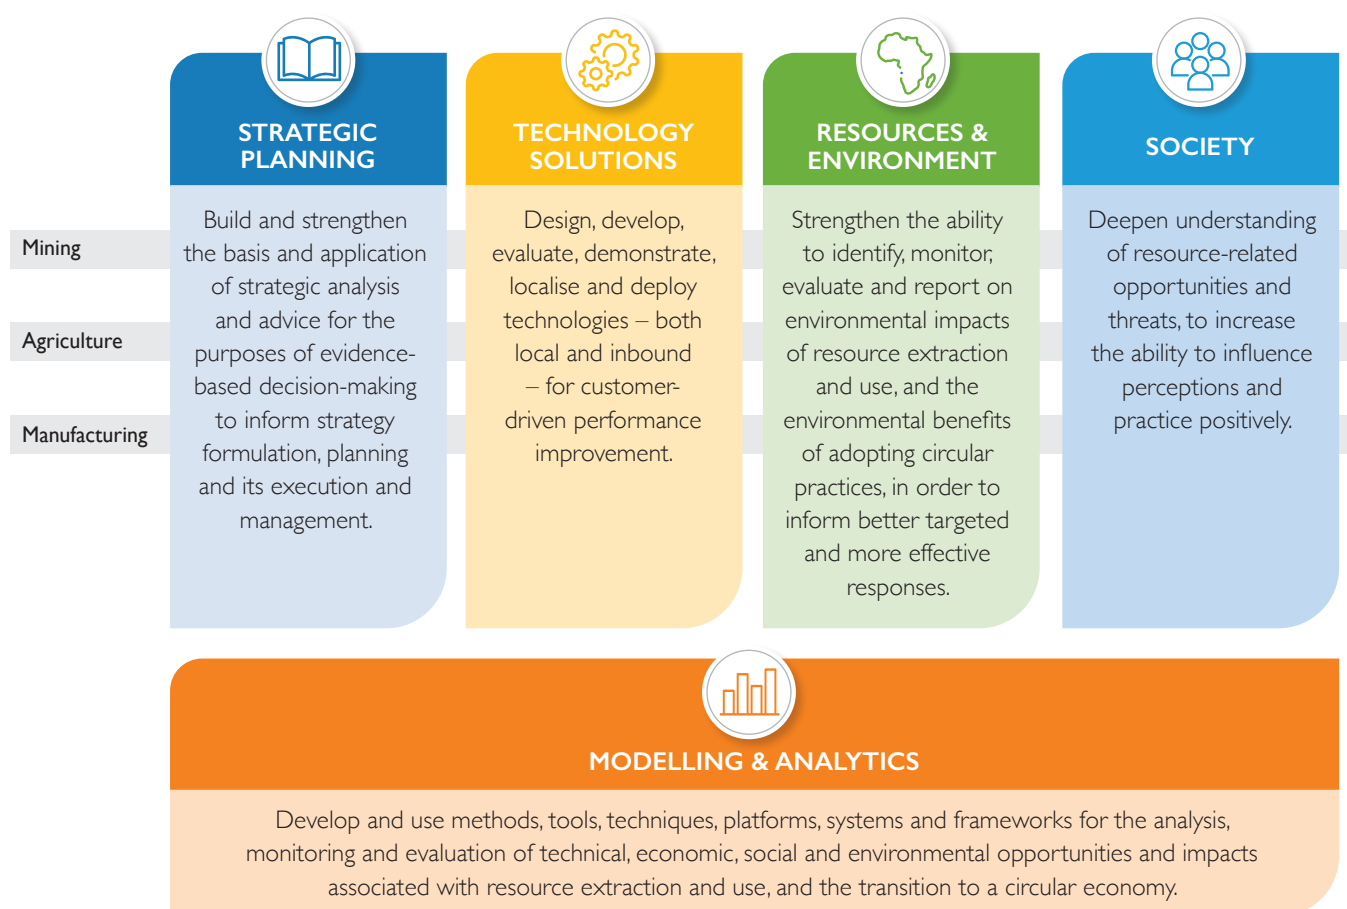 STRATEGIC
PLANNING
Build and strengthen
the basis and application
of strategic analysis
and advice for the
purposes of evidence-
based decision-making
to inform strategy
formulation, planning
and its execution and
management.
TECHNOLOGY
SOLUTIONS
Design, develop,
evaluate, demonstrate,
localise and deploy
technologies – both
local and inbound
– for customer-
driven performance
improvement.
RESOURCES &
ENVIRONMENT
Strengthen the ability
to identify, monitor,
evaluate and report on
environmental impacts
of resource extraction
and use, and the
environmental benefits
of adopting circular
practices, in order to
inform better targeted
and more effective
responses.
SOCIETY
Deepen understanding
of resource-related
opportunities and
threats, to increase
the ability to influence
perceptions and
practice positively.
Mining
Agriculture
Manufacturing
MODELLING & ANALYTICS
Develop and use methods, tools, techniques, platforms, systems and frameworks for the analysis,
monitoring and evaluation of technical, economic, social and environmental opportunities and impacts
associated with resource extraction and use, and the transition to a circular economy.